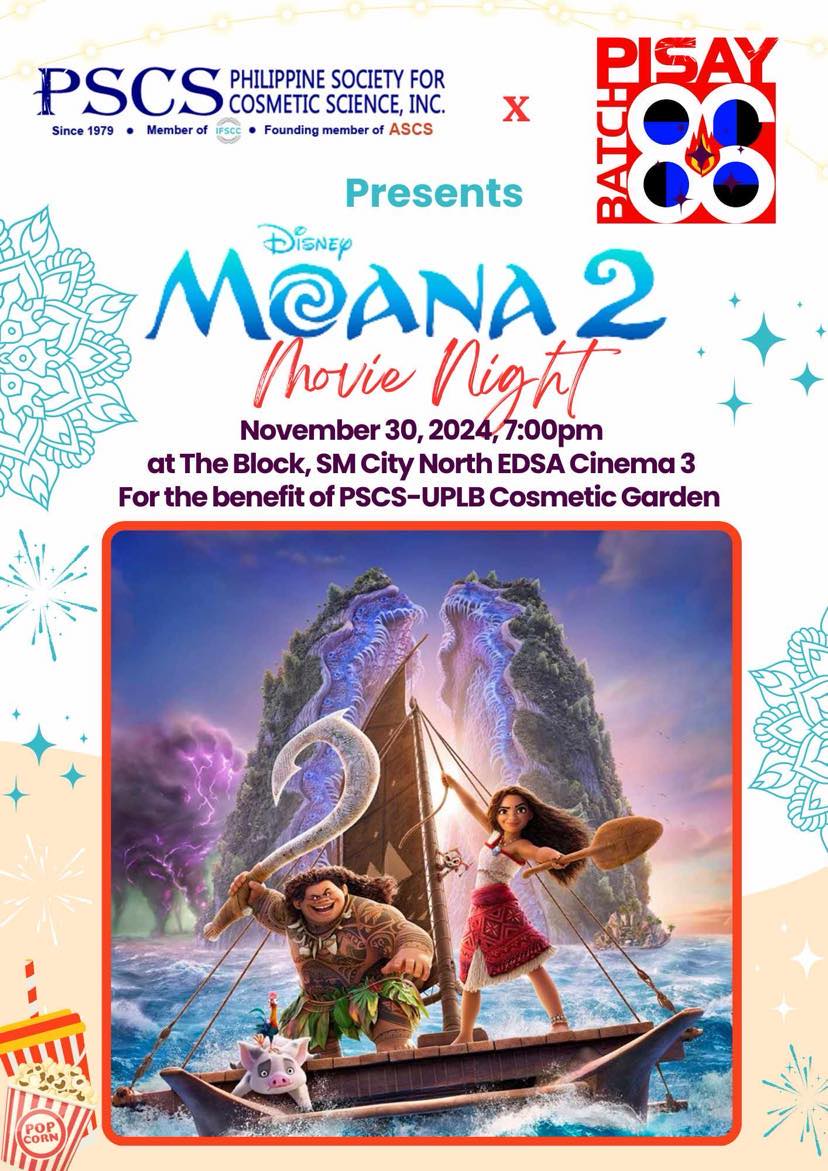 PSCS PHILIPPINE SOCIETY FOR
COSMETIC SCIENCE, INC.
Since 1979 • Member of IFSCC • Founding member of ASCS
x
PISAY
BATCH
86
Presents
Disney
MOANA 2
Movie Night
November 30, 2024, 7:00pm
at The Block, SM City North EDSA Cinema 3
For the benefit of PSCS-UPLB Cosmetic Garden
POP
CORN